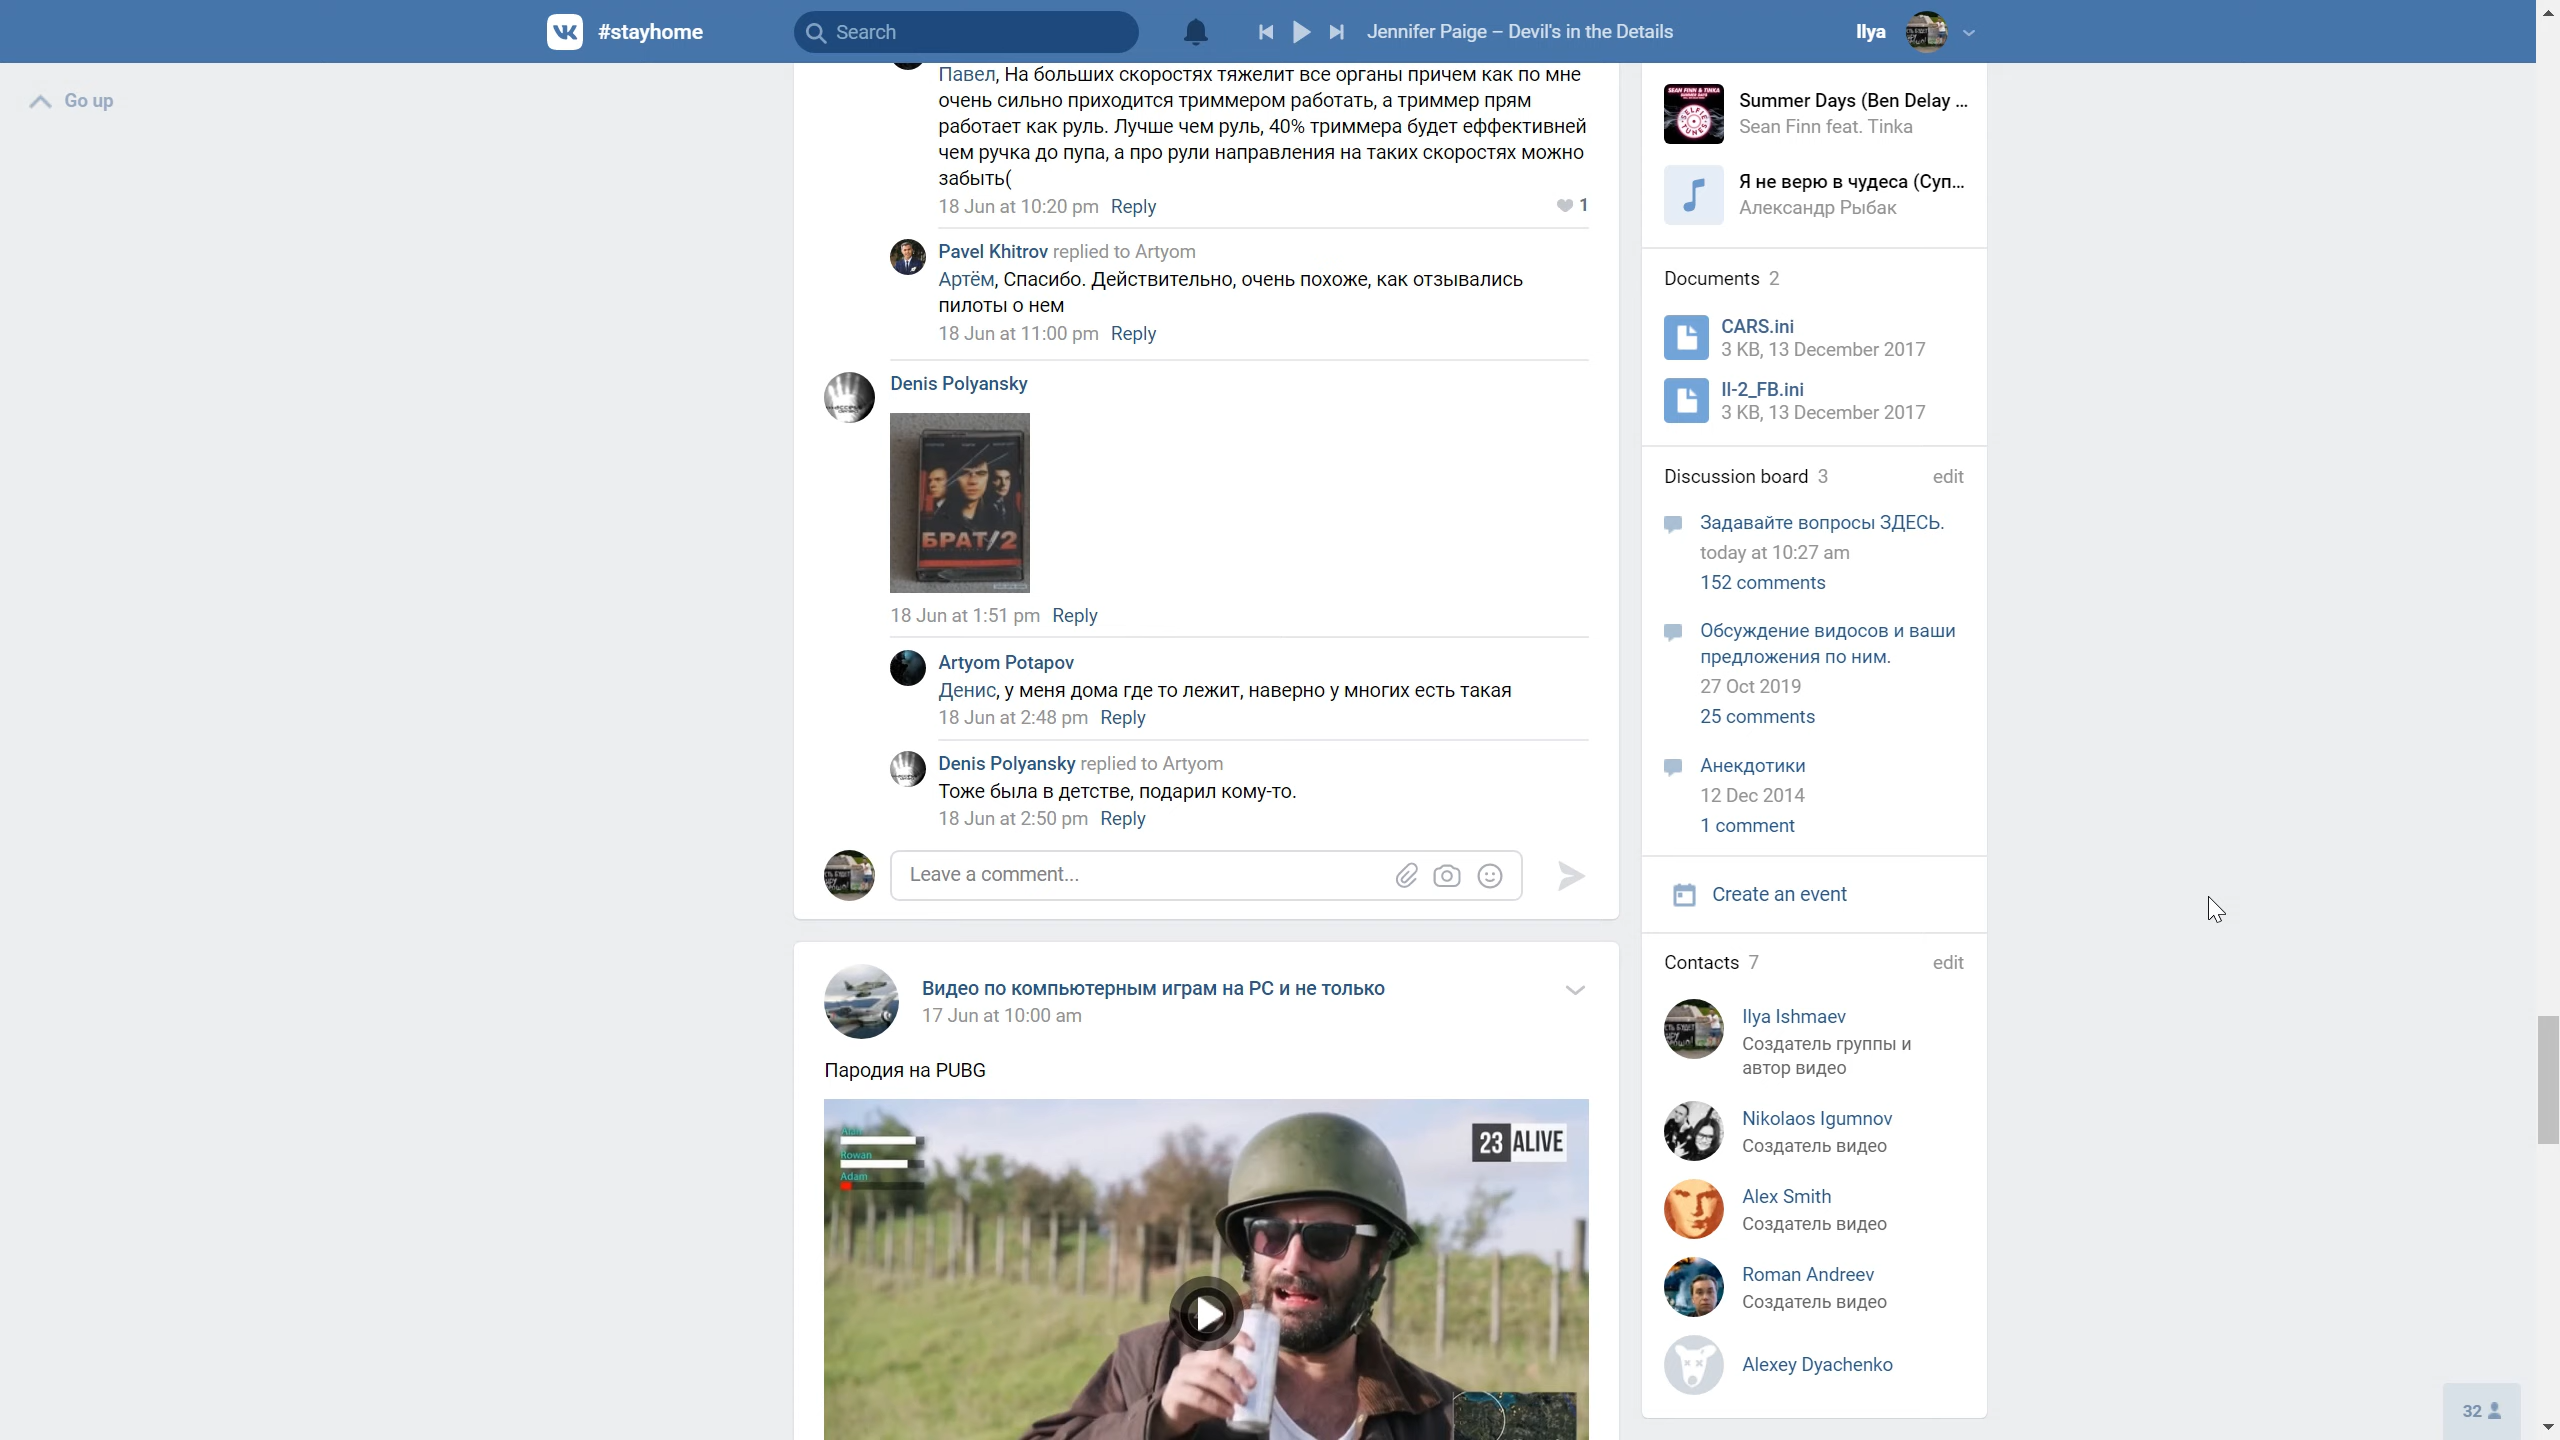 #stayhome
Search
Jennifer Paige – Devil's in the Details
Ilya
Go up
Павел, На больших скоростях тяжелит все органы причем как по мне
очень сильно приходится триммером работать, а триммер прям
работает как руль. Лучше чем руль, 40% триммера будет еффективней
чем ручка до пупа, а про рули направления на таких скоростях можно
забыть(
18 Jun at 10:20 pm Reply
1
Pavel Khitrov replied to Artyom
Артём, Спасибо. Действительно, очень похоже, как отзывались
пилоты о нем
18 Jun at 11:00 pm Reply
Denis Polyansky
БРАТ/2
18 Jun at 1:51 pm Reply
Artyom Potapov
Денис, у меня дома где то лежит, наверно у многих есть такая
18 Jun at 2:48 pm Reply
Denis Polyansky replied to Artyom
Тоже была в детстве, подарил кому-то.
18 Jun at 2:50 pm Reply
Leave a comment...
Видео по компьютерным играм на PC и не только
17 Jun at 10:00 am
Пародия на PUBG
Rowan
Adam
23 ALIVE
SEAN FINN & TINKA
Summer Days (Ben Delay ...
Sean Finn feat. Tinka
Я не верю в чудеса (Суп...
Александр Рыбак
Documents 2
CARS.ini
3 KB, 13 December 2017
Il-2_FB.ini
3 KB, 13 December 2017
Discussion board 3
edit
Задавайте вопросы ЗДЕСЬ.
today at 10:27 am
152 comments
Обсуждение видосов и ваши
предложения по ним.
27 Oct 2019
25 comments
Анекдотики
12 Dec 2014
1 comment
Create an event
Contacts 7
edit
Ilya Ishmaev
Создатель группы и
автор видео
Nikolaos Igumnov
Создатель видео
Alex Smith
Создатель видео
Roman Andreev
Создатель видео
Alexey Dyachenko
32